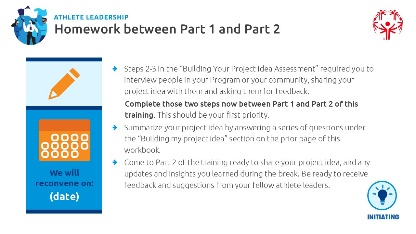 ATHLETE LEADERSHIP
Homework between Part 1 and Part 2
Steps 2-3 in the "Building Your Project Idea Assessment" required you to
interview people in your Program or your community, sharing your
project idea with them and asking them for feedback.
Complete those two steps now between Part 1 and Part 2 of this
training. This should be your first priority.
Summarize your project idea by answering a series of questions under
the "Building my project idea" section on the prior page of this
workbook.
Come to Part 2 of the training ready to share your project idea, and any
updates and insights you learned during the break. Be ready to receive
feedback and suggestions from your fellow athlete leaders.
We will
reconvene on:
(date)
INITIATING